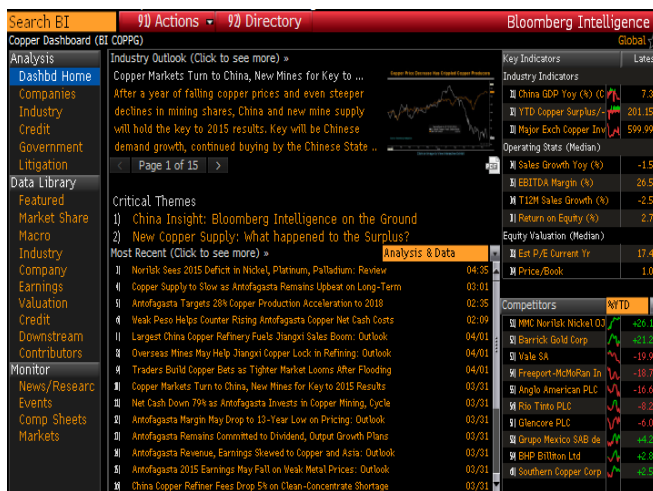 Search BI
91) Actions
92) Directory
Bloomberg Intelligence
Copper Dashboard (BI COPPG)
Global
Analysis
Dashbd Home
Companies
Industry
Credit
Government
Litigation
Data Library
Featured
Market Share
Macro
Industry
Company
Earnings
Valuation
Credit
Downstream
Contributors
Monitor
News/Researc
Events
Comp Sheets
Markets
Industry Outlook (Click to see more) »
Copper Markets Turn to China, New Mines for Key to ...
After a year of falling copper prices and even steeper
declines in mining shares, China and new mine supply
will hold the key to 2015 results. Key will be Chinese
demand growth, continued buying by the Chinese State ..
Copper Price Decrease Has Crippled Copper Producers
< Page 1 of 15 >
Critical Themes
1) China Insight: Bloomberg Intelligence on the Ground
2) New Copper Supply: What happened to the Surplus?
Most Recent (Click to see more) »
Analysis & Data
Norilsk Sees 2015 Deficit in Nickel, Platinum, Palladium: Review 04:35
Copper Supply to Slow as Antofagasta Remains Upbeat on Long-Term 03:01
Antofagasta Targets 28% Copper Production Acceleration to 2018 02:35
Weak Peso Helps Counter Rising Antofagasta Copper Net Cash Costs 02:09
Largest China Copper Refinery Fuels Jiangxi Sales Boom: Outlook 04/01
Overseas Mines May Help Jiangxi Copper Lock in Refining: Outlook 04/01
Traders Build Copper Bets as Tighter Market Looms After Flooding 04/01
Copper Markets Turn to China, New Mines for Key to 2015 Results 03/31
Net Cash Down 79% as Antofagasta Invests in Copper Mining, Cycle 03/31
Antofagasta Margin May Drop to 13-Year Low on Pricing: Outlook 03/31
Antofagasta Remains Committed to Dividend, Output Growth Plans 03/31
Antofagasta Revenue, Earnings Skewed to Copper and Asia: Outlook 03/31
Antofagasta 2015 Earnings May Fall on Weak Metal Prices: Outlook 03/31
China Copper Refiner Fees Drop 5% on Clean-Concentrate Shortage 03/31
Key Indicators Lates
Industry Indicators
China GDP Yoy (%) (C 7.3
YTD Copper Surplus/- 201.15
Major Exch Copper Inv 599.99
Operating Stats (Median)
Sales Growth Yoy (%) -1.5
EBITDA Margin (%) 26.5
T12M Sales Growth (%) -2.5
Return on Equity (%) 2.7
Equity Valuation (Median)
Est P/E Current Yr 17.4
Price/Book 1.0
Competitors %YTD
MMC Norilsk Nickel OJ +26.1
Barrick Gold Corp +21.2
Vale SA -19.9
Freeport-McMoRan In -18.7
Anglo American PLC -16.6
Rio Tinto PLC -8.2
Glencore PLC -6.0
Grupo Mexico SAB de +4.2
BHP Billiton Ltd +2.8
Southern Copper Corp +2.5